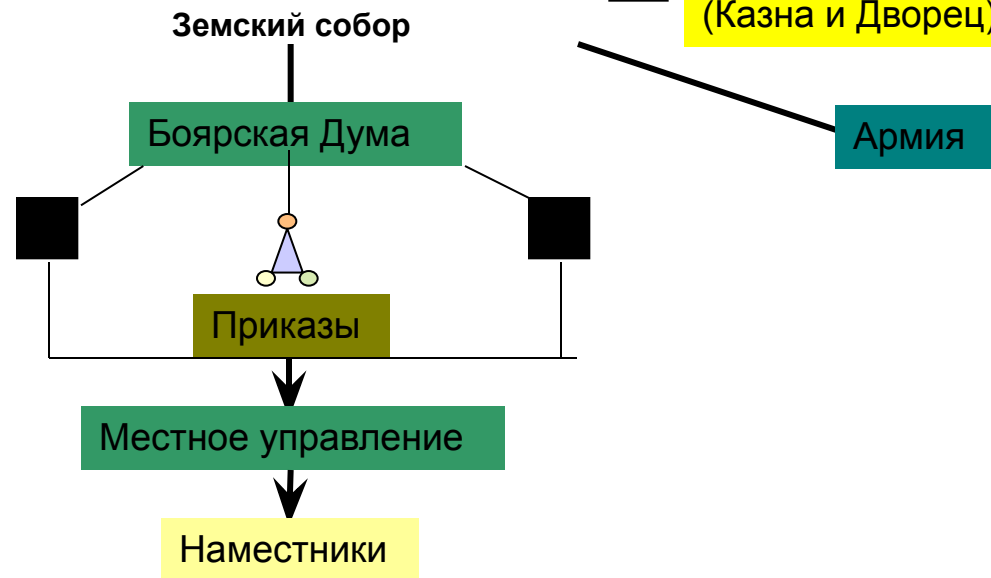 (Казна и Дворец)
Земский собор
Боярская Дума
Армия
Приказы
Местное управление
Наместники